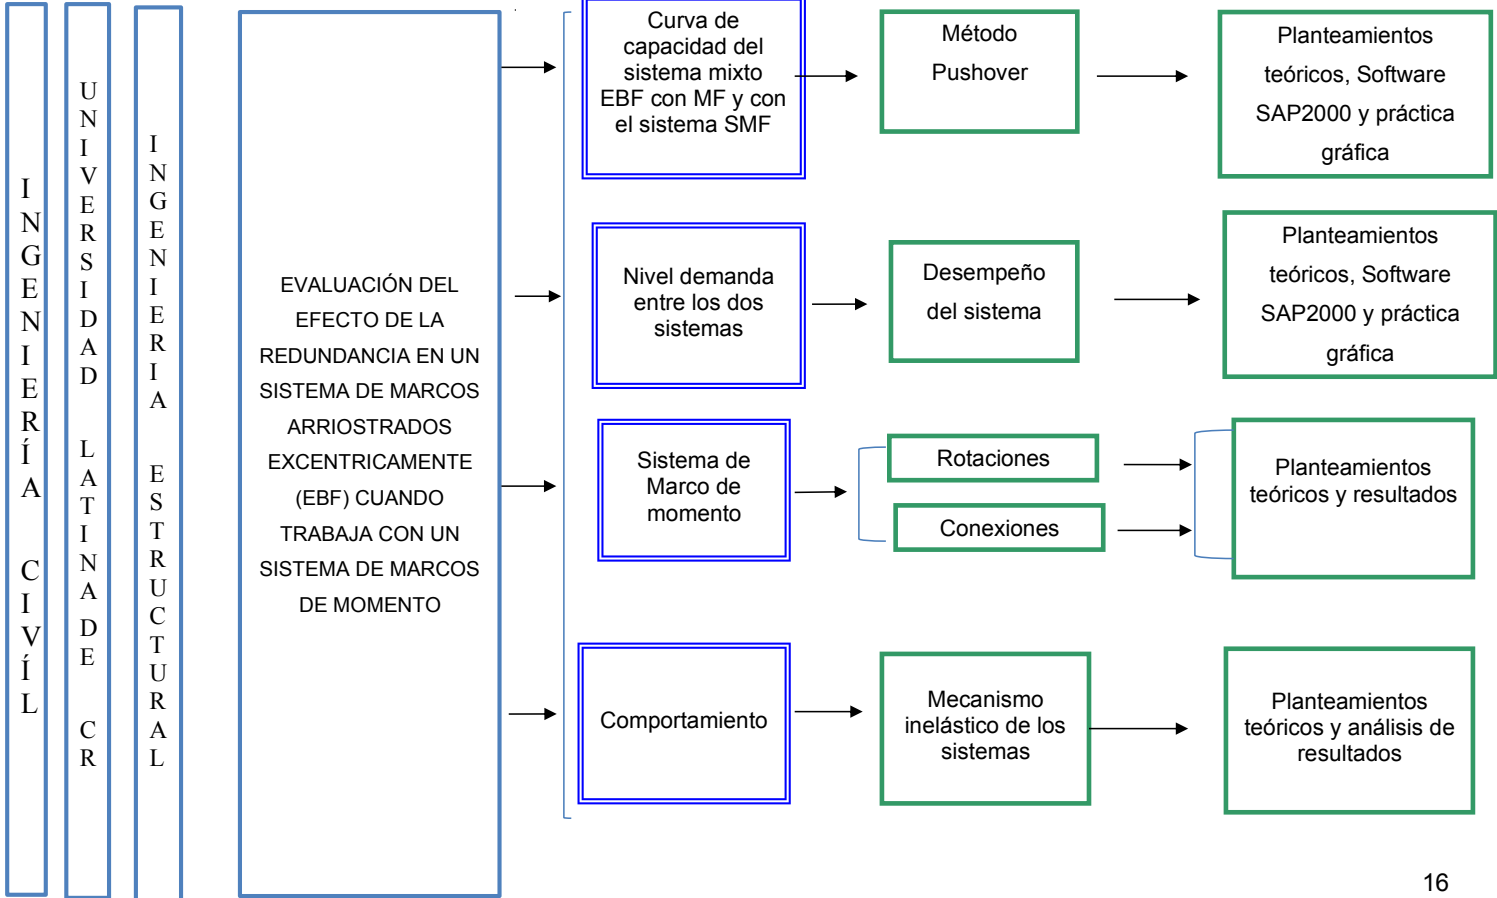 INGENIERÍA CIVÍL
UNIVERSIDAD LATINA DE CR
INGENIERIA ESTRUCTURAL
EVALUACIÓN DEL
EFECTO DE LA
REDUNDANCIA EN UN
SISTEMA DE MARCOS
ARRIOSTRADOS
EXCENTRICAMENTE
(EBF) CUANDO
TRABAJA CON UN
SISTEMA DE MARCOS
DE MOMENTO
Curva de
capacidad del
sistema mixto
EBF con MF y con
el sistema SMF
Método
Pushover
Planteamientos
teóricos, Software
SAP2000 y práctica
gráfica
Nivel demanda
entre los dos
sistemas
Desempeño
del sistema
Planteamientos
teóricos, Software
SAP2000 y práctica
gráfica
Sistema de
Marco de
momento
Rotaciones
Conexiones
Planteamientos
teóricos y resultados
Comportamiento
Mecanismo
inelástico de los
sistemas
Planteamientos
teóricos y análisis de
resultados
16